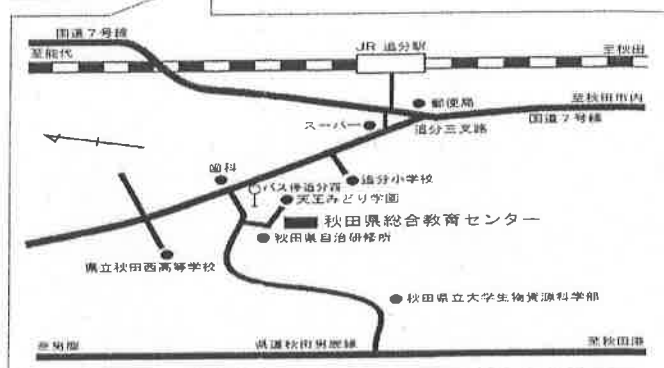 国道7号線
至能代
JR 追分駅
至秋田
郵便局
至秋田市内
スーパー
追分三叉路
国道7号線
歯科
バス停追分西
追分小学校
天王みどり学園
秋田県総合教育センター
秋田県自治研修所
県立秋田西高等学校
秋田県立大学生物資源科学部
至男鹿
県道秋田男鹿線
至秋田港